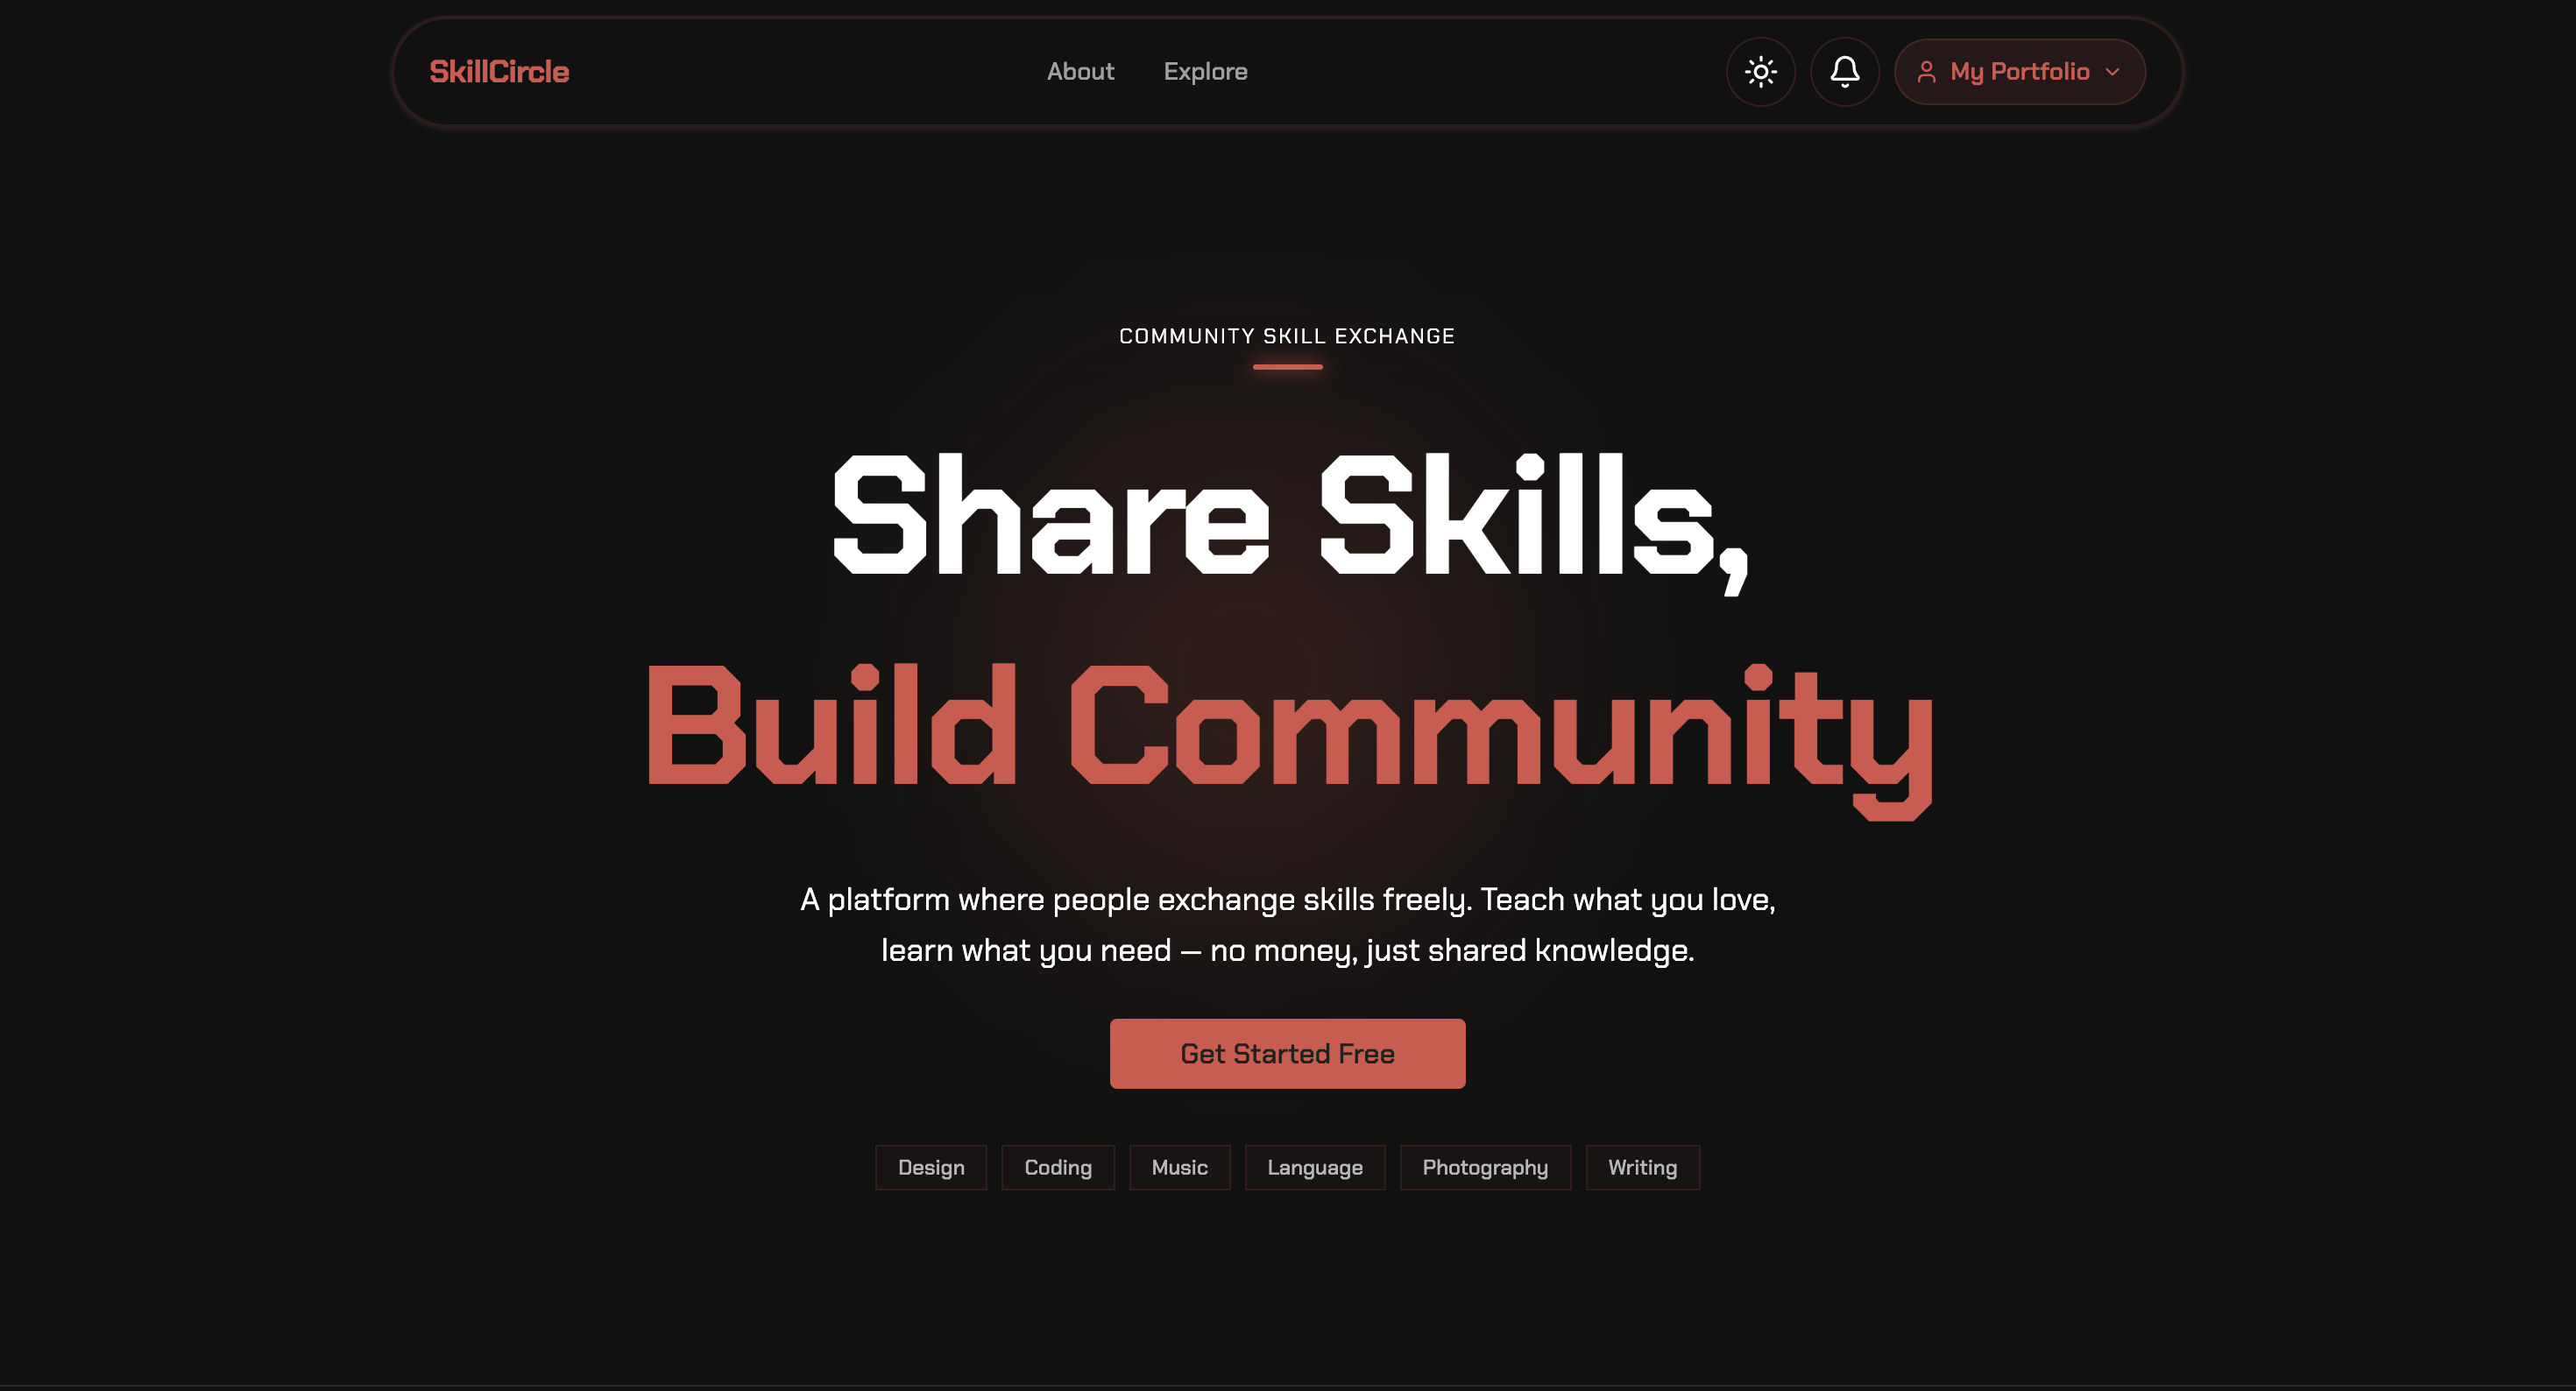 SkillCircle
About
Explore
My Portfolio
COMMUNITY SKILL EXCHANGE
Share Skills,
Build Community
A platform where people exchange skills freely. Teach what you love,
learn what you need — no money, just shared knowledge.
Get Started Free
Design
Coding
Music
Language
Photography
Writing